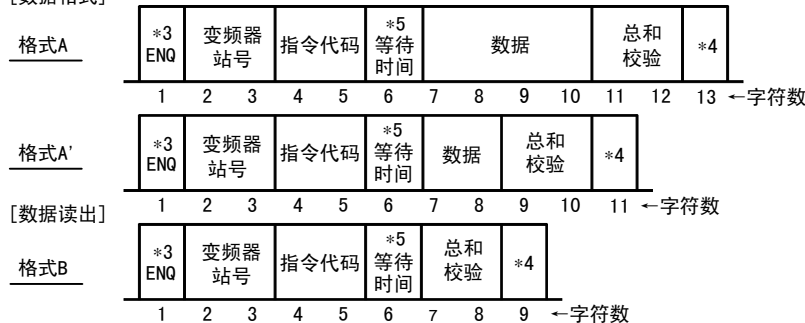 [数据格式]
格式A
*3 ENQ 变频器站号 指令代码 *5 等待时间 数据 总和校验 *4
1 2 3 4 5 6 7 8 9 10 11 12 13 ←字符数
格式A'
*3 ENQ 变频器站号 指令代码 *5 等待时间 数据 总和校验 *4
1 2 3 4 5 6 7 8 9 10 11 ←字符数
[数据读出]
格式B
*3 ENQ 变频器站号 指令代码 *5 等待时间 总和校验 *4
1 2 3 4 5 6 7 8 9 ←字符数